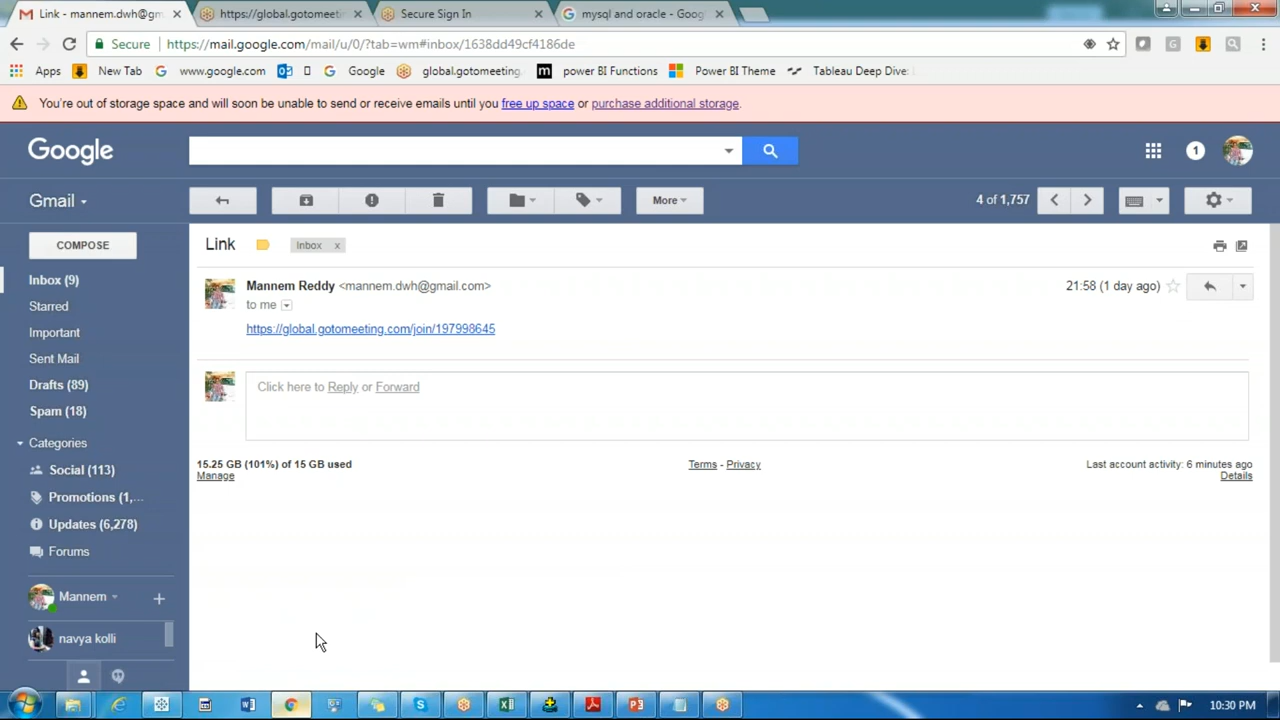 Link - mannem.dwh@gm
https://global.gotomeeti
Secure Sign In
mysql and oracle - Goog
Secure https://mail.google.com/mail/u/0/?tab=wm#inbox/1638dd49cf4186de
Apps New Tab www.google.com Google global.gotomeeting. power BI Functions Power BI Theme Tableau Deep Dive:
You're out of storage space and will soon be unable to send or receive emails until you free up space or purchase additional storage.
Google
1
Gmail
More
4 of 1,757
COMPOSE
Link
Inbox x
Inbox (9)
Starred
Important
Sent Mail
Drafts (89)
Spam (18)
Categories
Social (113)
Promotions (1,...
Updates (6,278)
Forums
Mannem
navya kolli
Mannem Reddy <mannem.dwh@gmail.com>
21:58 (1 day ago)
to me
https://global.gotomeeting.com/join/197998645
Click here to Reply or Forward
15.25 GB (101%) of 15 GB used
Manage
Terms - Privacy
Last account activity: 6 minutes ago
Details
10:30 PM